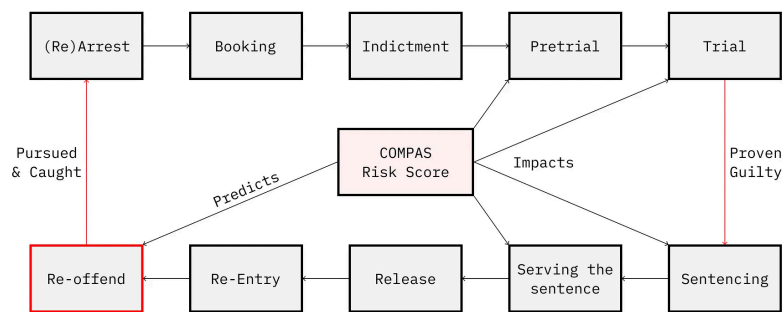 (Re)Arrest
Booking
Indictment
Pretrial
Trial
Pursued
& Caught
COMPAS
Risk Score
Predicts
Impacts
Proven
Guilty
Re-offend
Re-Entry
Release
Serving the
sentence
Sentencing